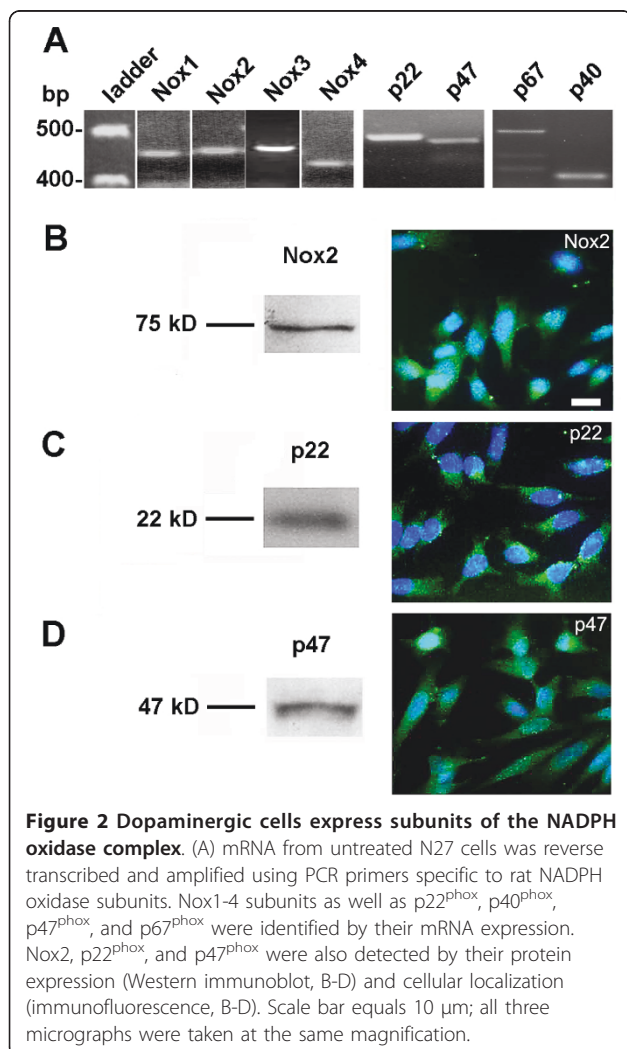 A
bp
ladder Nox1 Nox2 Nox3 Nox4 p22 p47 p67 p40
500-
400-
B
Nox2
75 kD
Nox2
C
p22
22 kD
p22
D
p47
47 kD
p47
Figure 2 Dopaminergic cells express subunits of the NADPH
oxidase complex. (A) mRNA from untreated N27 cells was reverse
transcribed and amplified using PCR primers specific to rat NADPH
oxidase subunits. Nox1-4 subunits as well as p22phox, p40phox,
p47phox, and p67phox were identified by their mRNA expression.
Nox2, p22phox, and p47phox were also detected by their protein
expression (Western immunoblot, B-D) and cellular localization
(immunofluorescence, B-D). Scale bar equals 10 μm; all three
micrographs were taken at the same magnification.